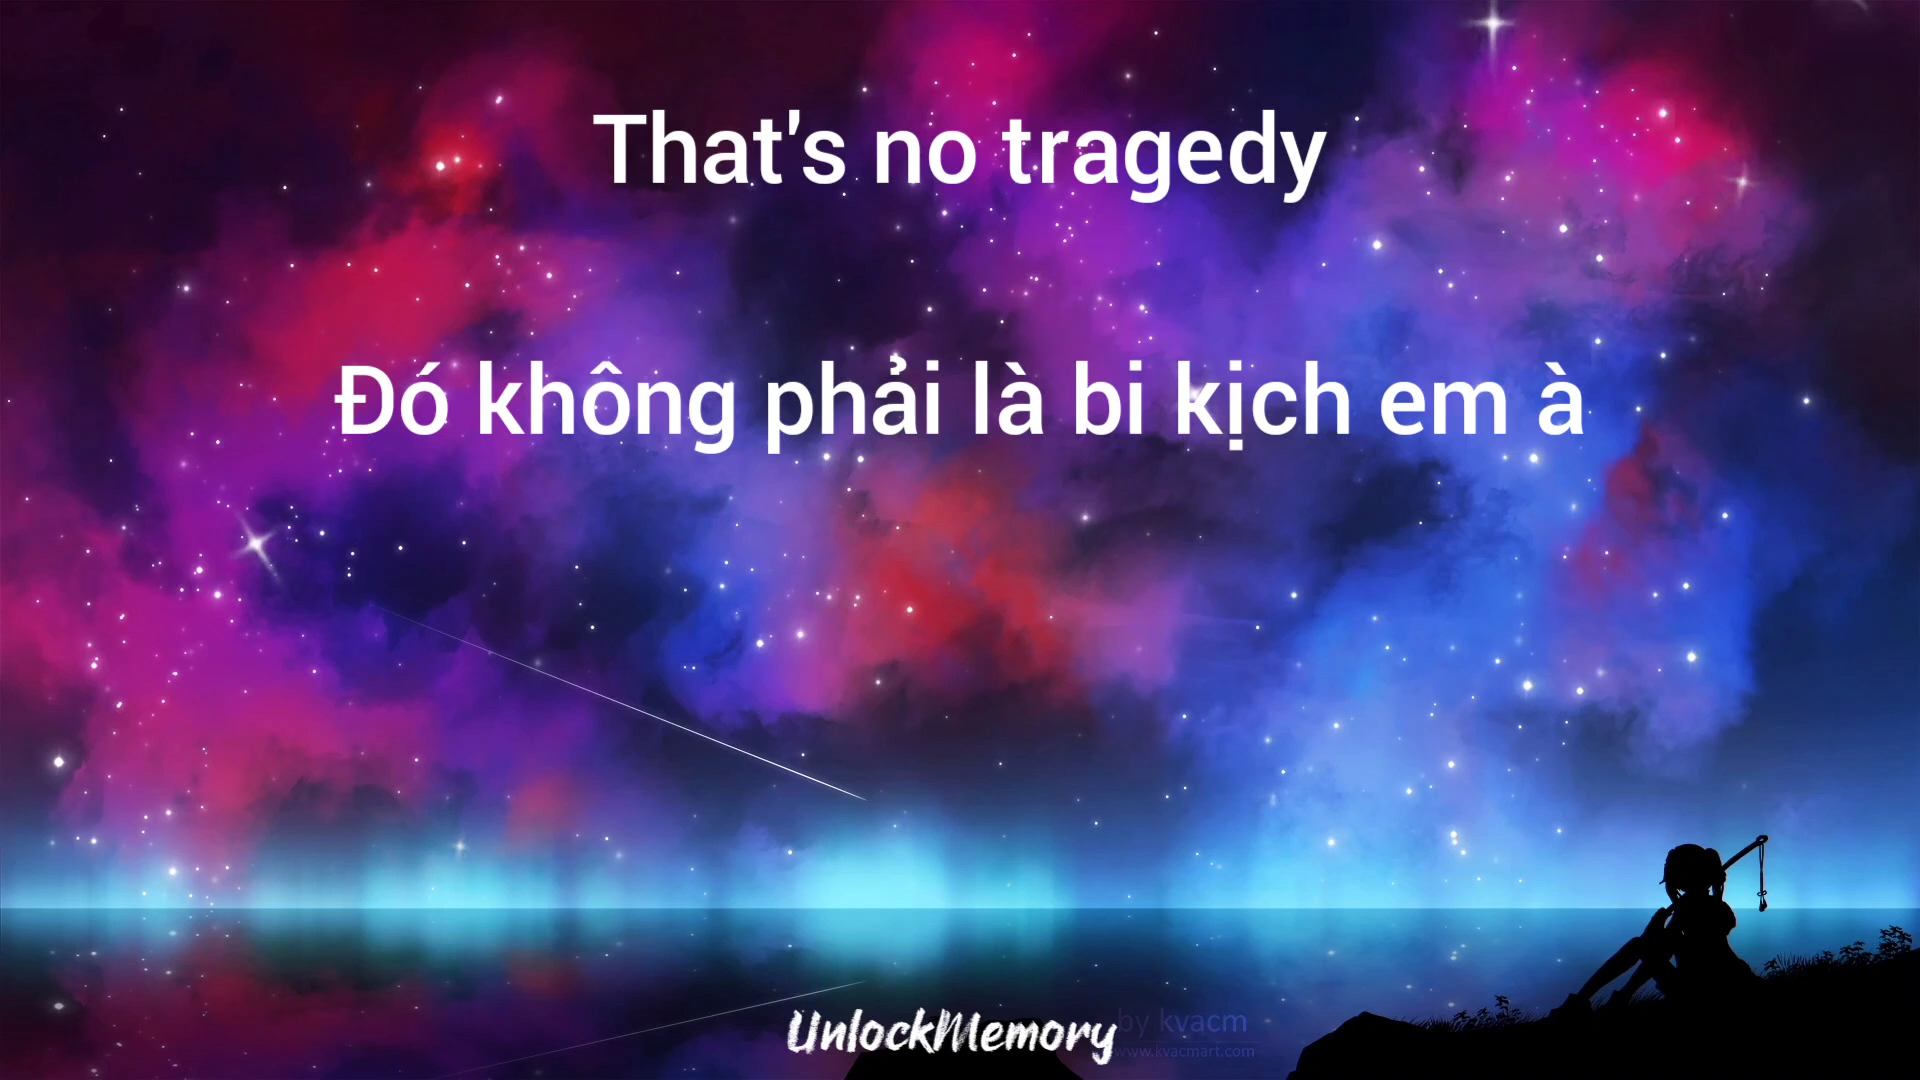 That's no tragedy
Đó không phải là bi kịch em à
UnlockMemory
by kvacm
www.kvacmart.com